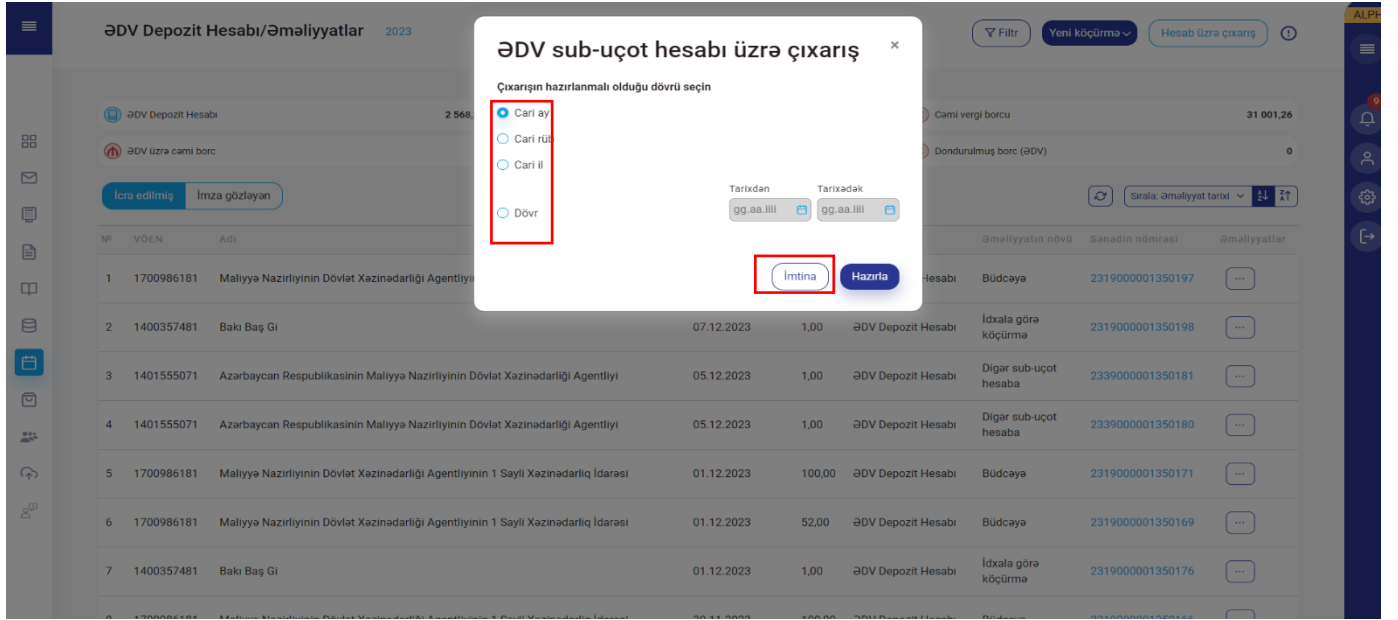 ALPH
ƏDV Depozit Hesabı/Əməliyyatlar 2023
Filtr
Yeni köçürmə
Hesab üzrə çıxarış
ƏDV sub-uçot hesabı üzrə çıxarış
×
Çıxarışın hazırlanmalı olduğu dövrü seçin
Cari ay
Cari rüb
Cari il
Dövr
Tarixdən
Tarixədək
gg.aa.iiii
gg.aa.iiii
İmtina
Hazırla
ƏDV Depozit Hesabı 2 568,
Cəmi vergi borcu 31 001,26
ƏDV üzrə cəmi borc
Dondurulmuş borc (ƏDV) 0
9
İcra edilmiş
İmza gözləyən
Sırala: Əməliyyat tarixi
№ VÖEN Adı Əməliyyatın növü Sənədin nömrəsi Əməliyyatlar
1 1700986181 Maliyyə Nazirliyinin Dövlət Xəzinədarliği Agentliyi Hesabı Büdcəyə 2319000001350197 ...
2 1400357481 Bakı Baş Gi 07.12.2023 1,00 ƏDV Depozit Hesabı İdxala görə köçürmə 2319000001350198 ...
3 1401555071 Azərbaycan Respublikasinin Maliyyə Nazirliyinin Dövlət Xəzinədarliği Agentliyi 05.12.2023 1,00 ƏDV Depozit Hesabı Digər sub-uçot hesaba 2339000001350181 ...
4 1401555071 Azərbaycan Respublikasinin Maliyyə Nazirliyinin Dövlət Xəzinədarliği Agentliyi 05.12.2023 1,00 ƏDV Depozit Hesabı Digər sub-uçot hesaba 2339000001350180 ...
5 1700986181 Maliyyə Nazirliyinin Dövlət Xəzinədarliği Agentliyinin 1 Sayli Xəzinədarliq İdarəsi 01.12.2023 100,00 ƏDV Depozit Hesabı Büdcəyə 2319000001350171 ...
6 1700986181 Maliyyə Nazirliyinin Dövlət Xəzinədarliği Agentliyinin 1 Sayli Xəzinədarliq İdarəsi 01.12.2023 52,00 ƏDV Depozit Hesabı Büdcəyə 2319000001350169 ...
7 1400357481 Bakı Baş Gi 01.12.2023 1,00 ƏDV Depozit Hesabı İdxala görə köçürmə 2319000001350176 ...